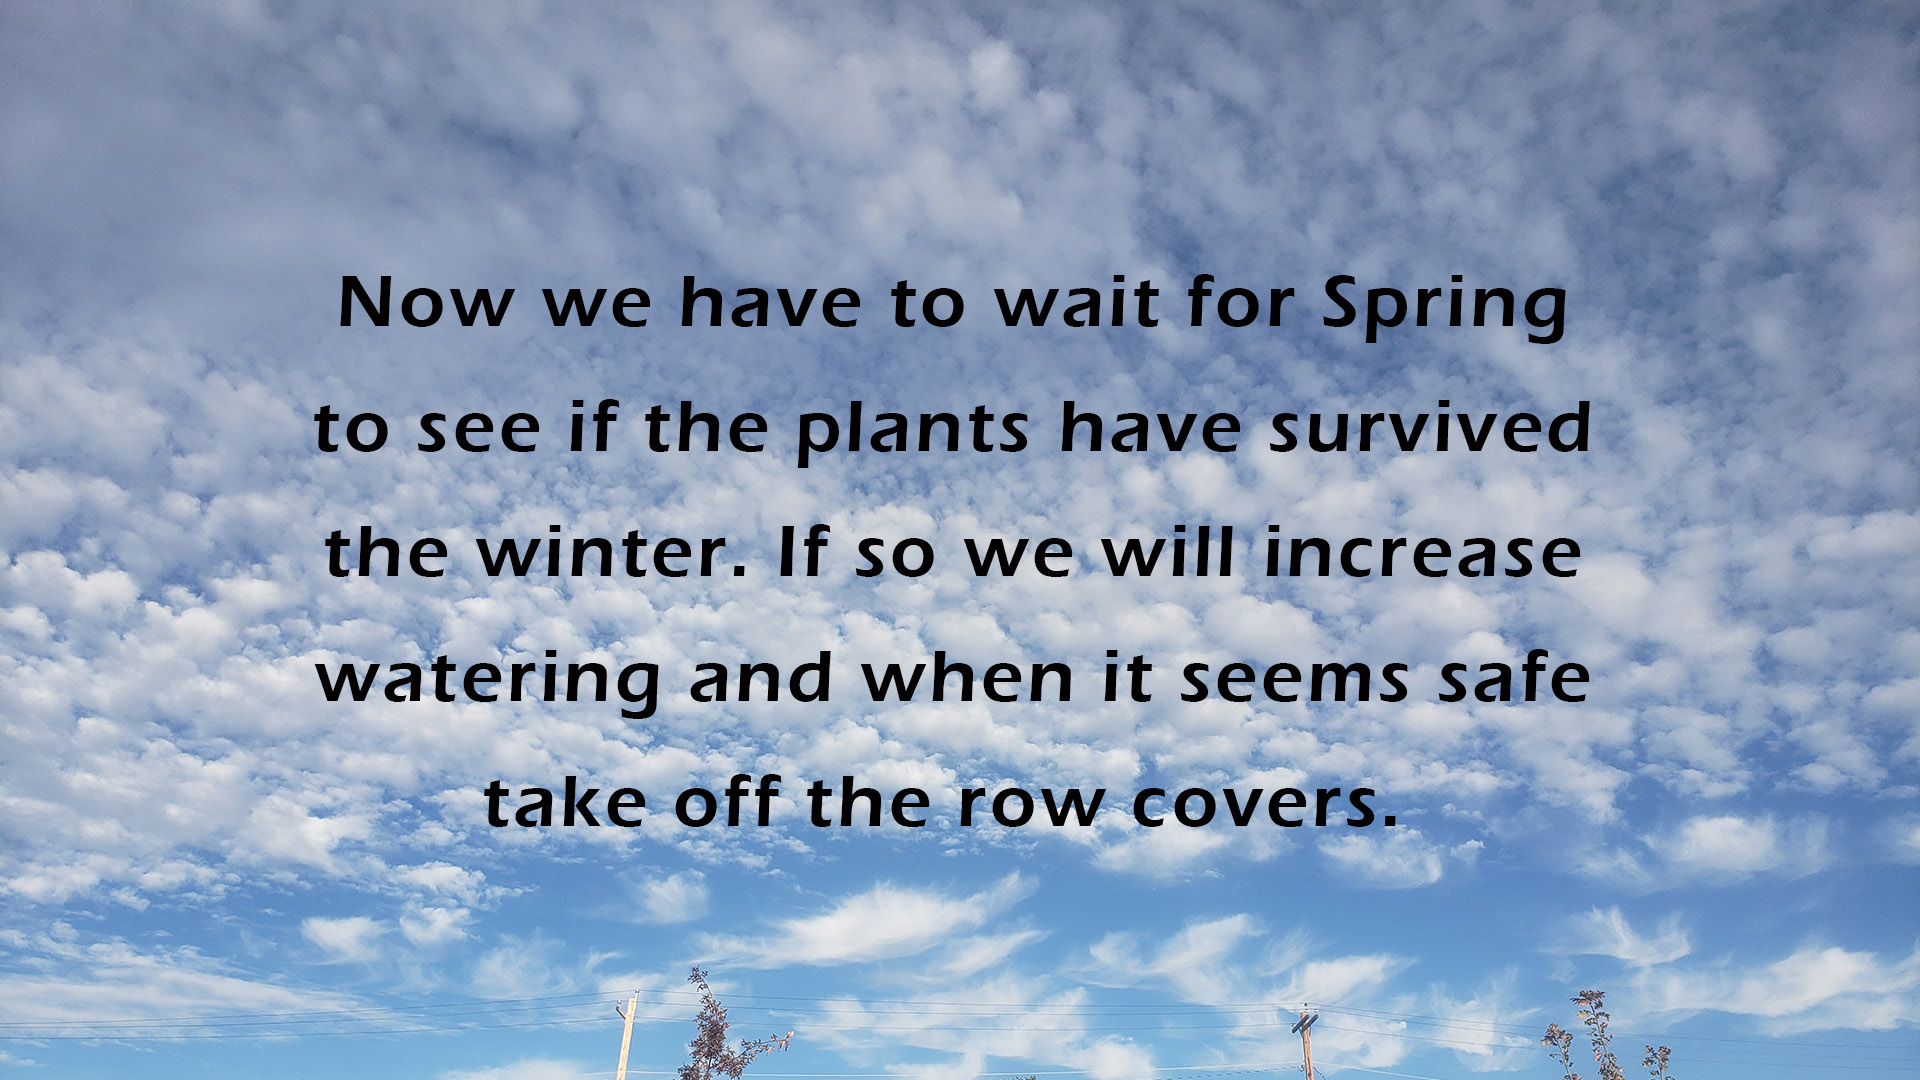 Now we have to wait for Spring
to see if the plants have survived
the winter. If so we will increase
watering and when it seems safe
take off the row covers.